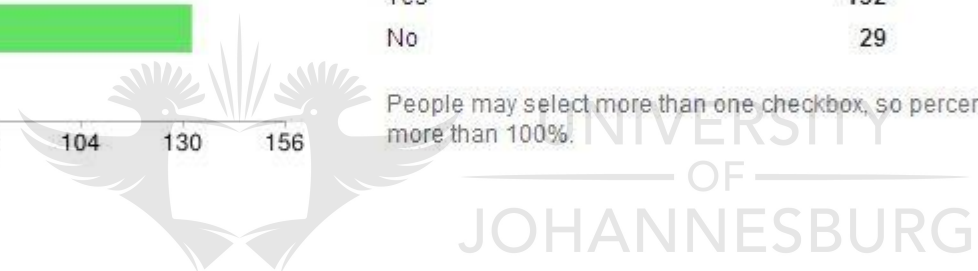 No 29
People may select more than one checkbox, so percen
more than 100%.
104 130 156
UNIVERSITY
OF
JOHANNESBURG